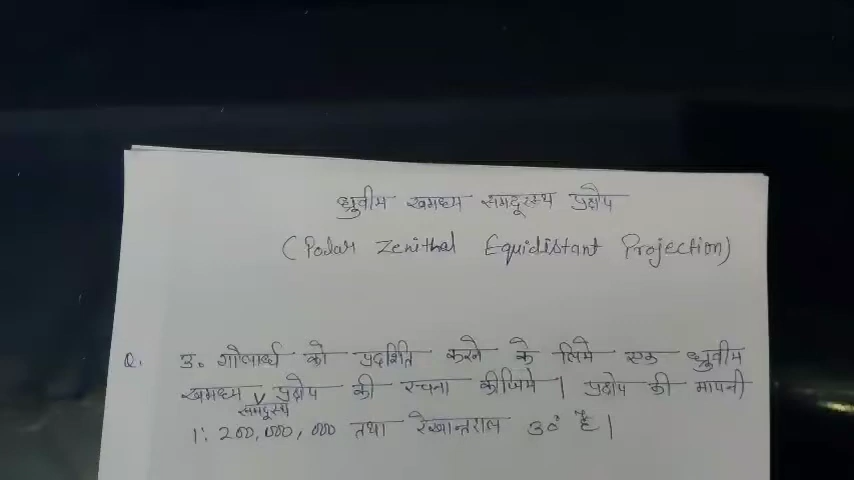 ध्रुवीय खमध्य समदूरस्थ प्रक्षेप
(Polar Zenithal Equidistant Projection)
Q. उ० गोलार्ध्द को प्रदर्शित करने के लिये एक ध्रुवीय
खमध्य प्रक्षेप की रचना कीजिये | प्रक्षेप की मापनी
समदूरस्थ
1: 200,000,000 तथा रेखान्तराल 30° है |